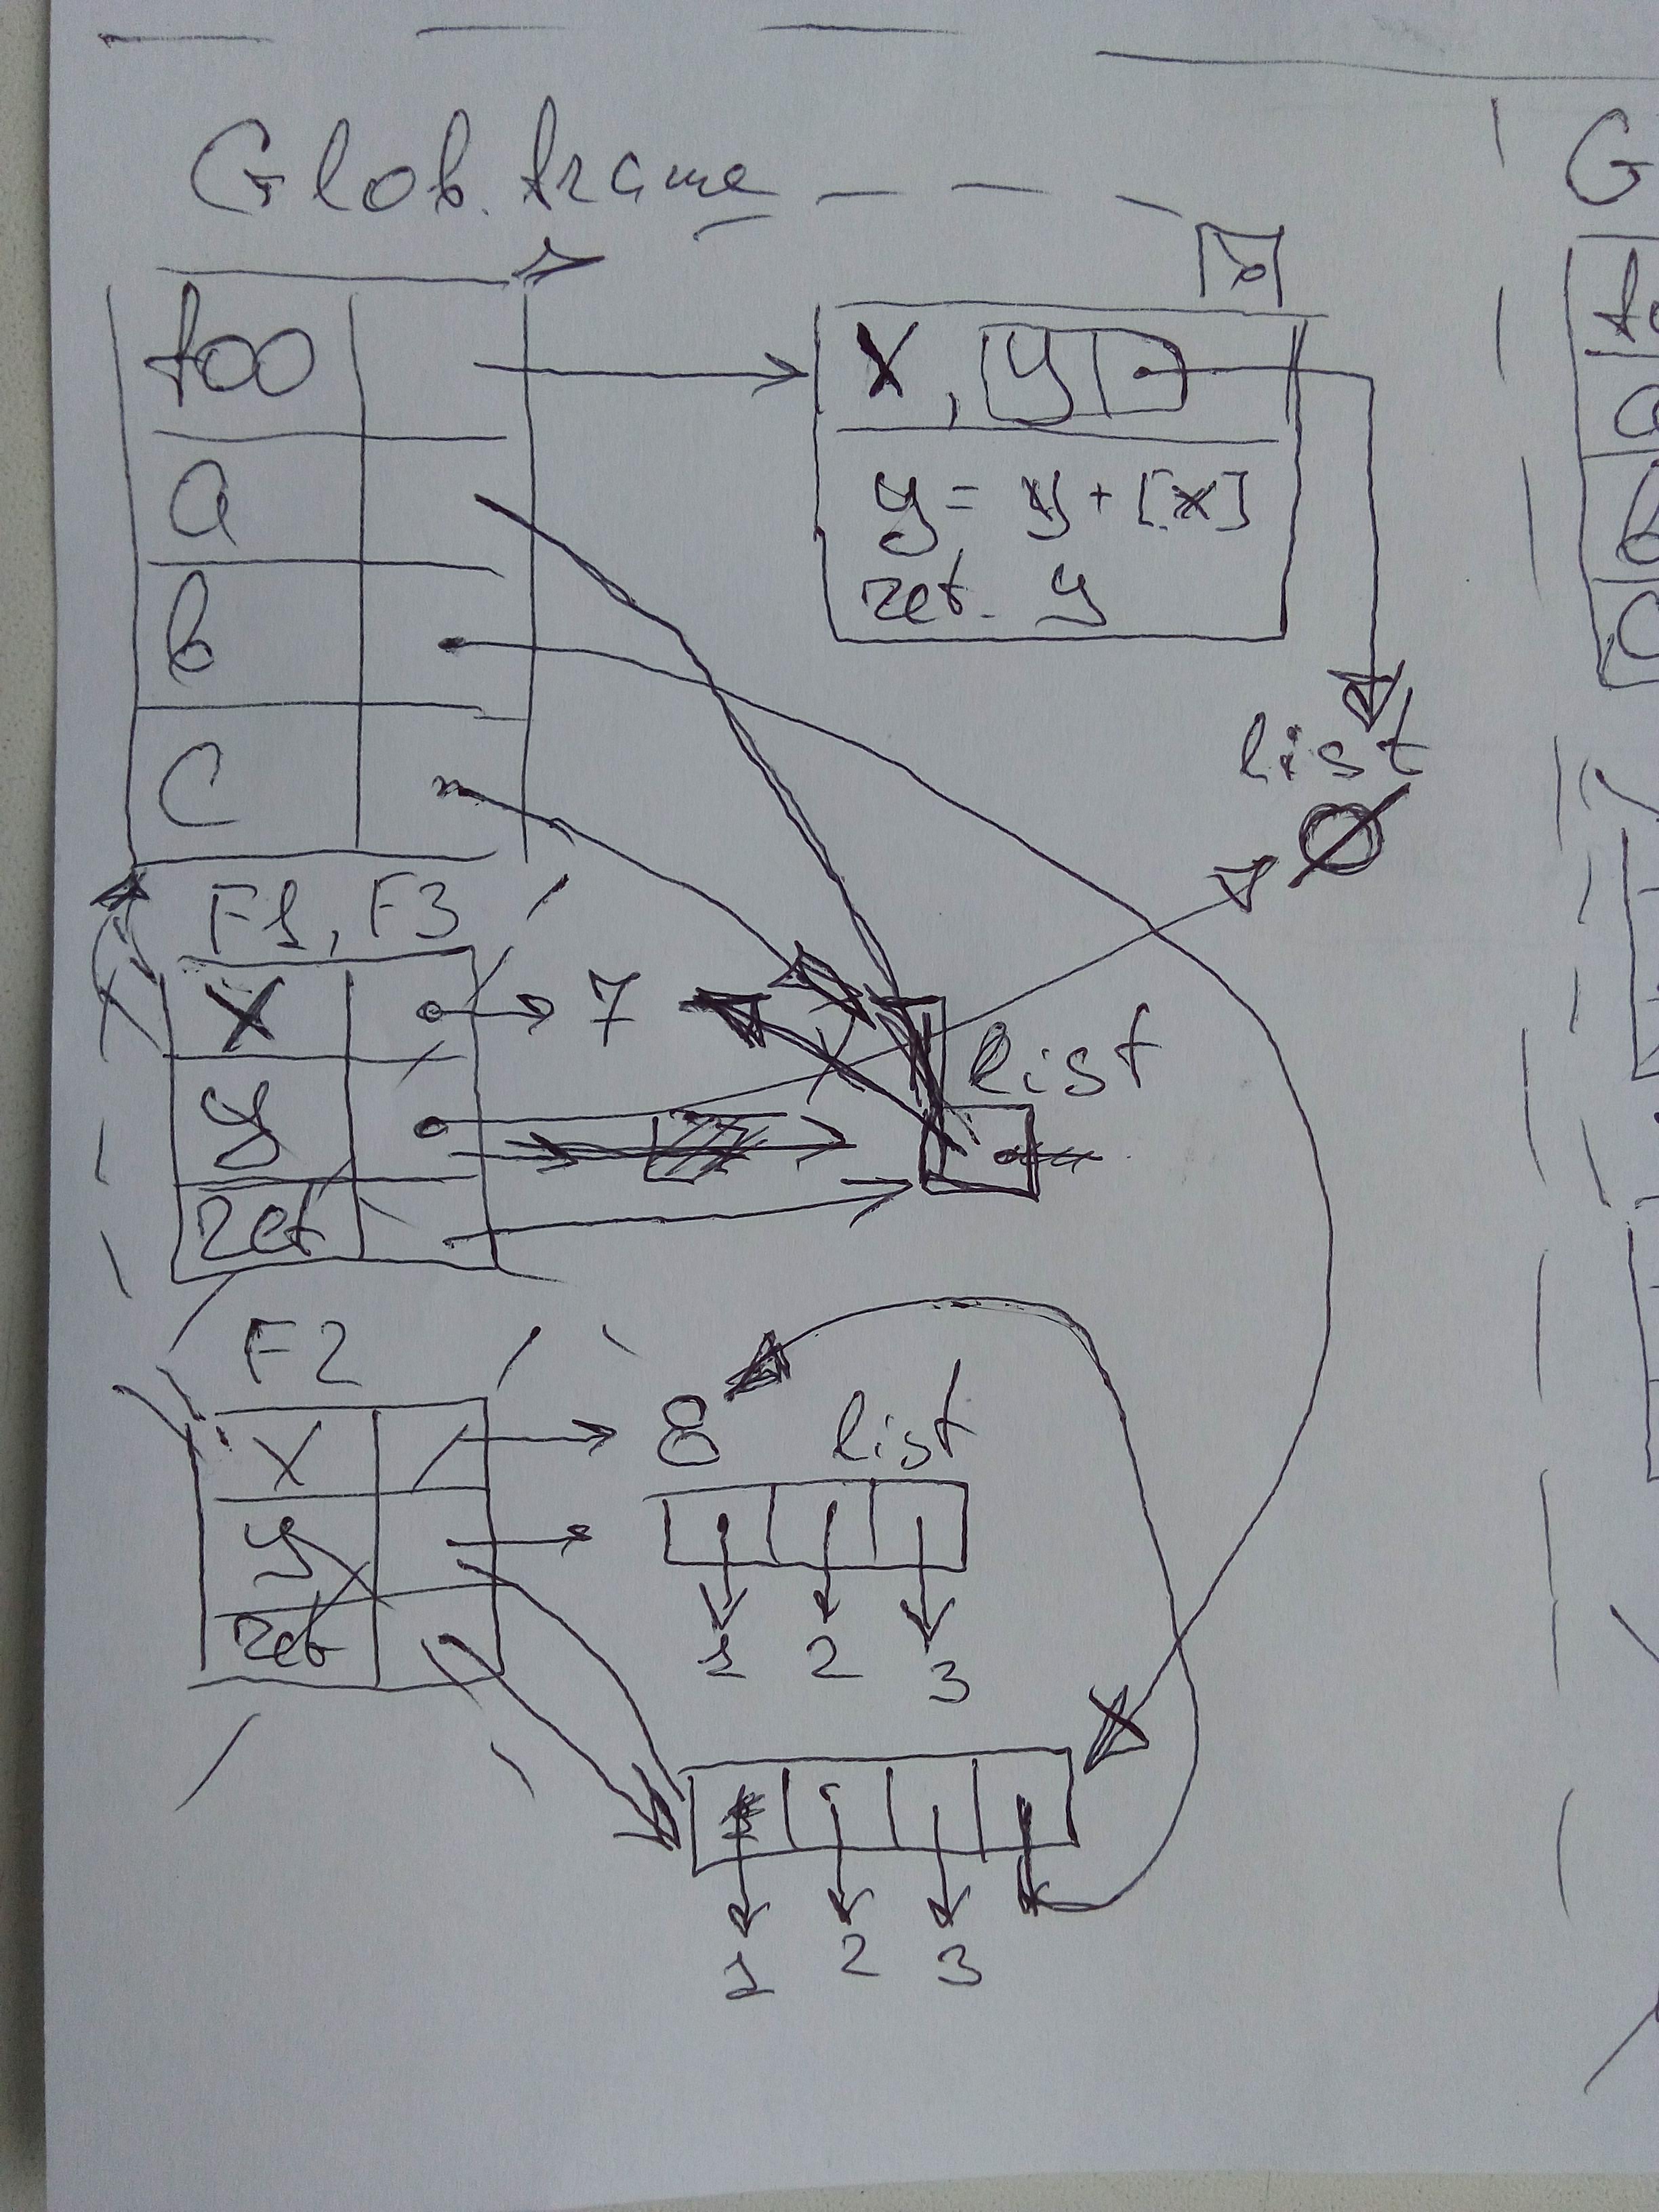 Glob. frame
foo
x, y
a
y = y + [x]
ret. y
b
list
c
Ø
F1, F3
x
7
list
y
ret
F2
x
8
list
y
1 2 3
ret
1 2 3
G
fo
a
b
c